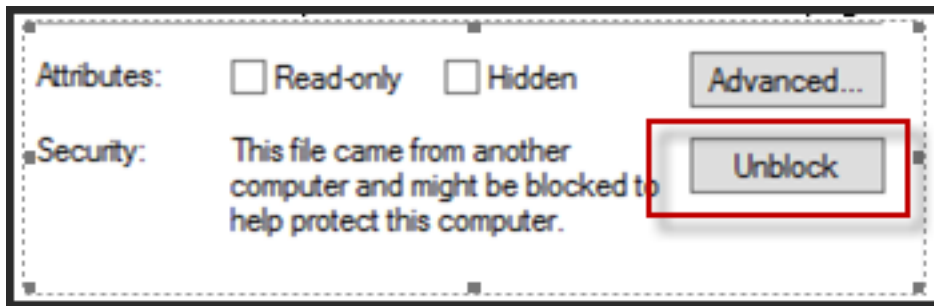 Attributes: Read-only Hidden Advanced...
Security: This file came from another Unblock
computer and might be blocked to
help protect this computer.